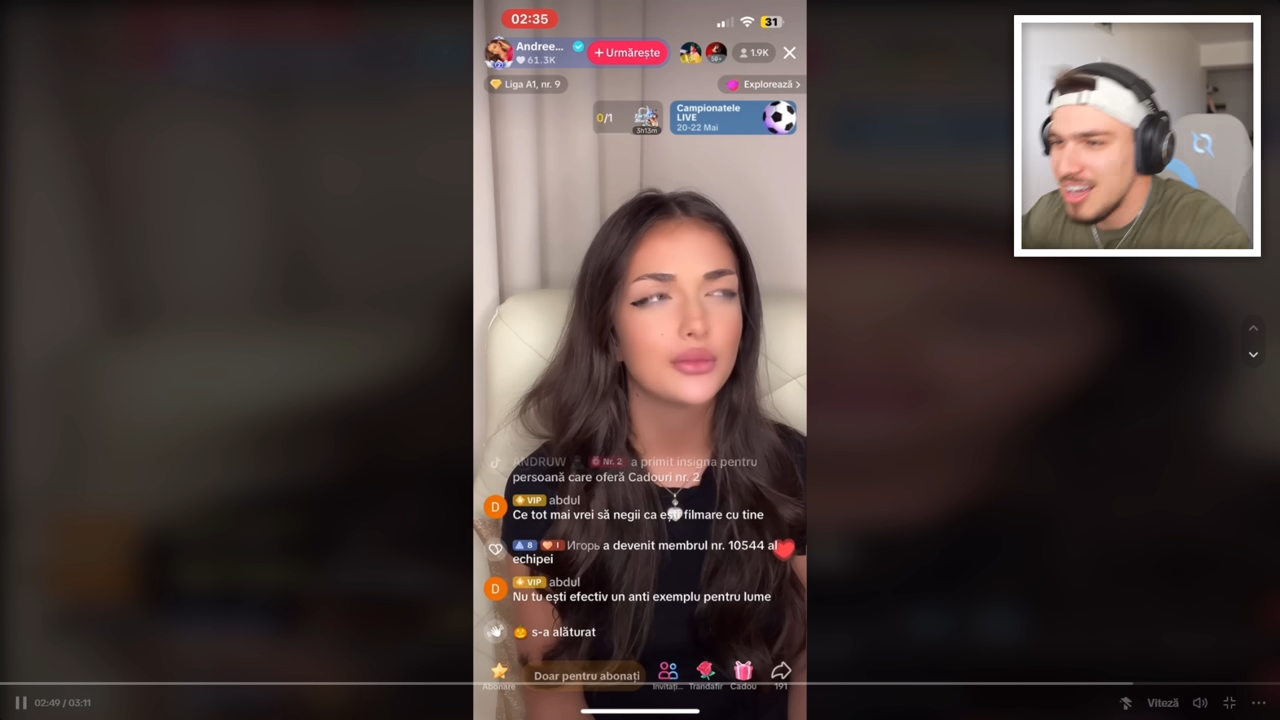 02:35
31
Andree...
61.3K
+ Urmărește
1.9K
Liga A1, nr. 9
Explorează >
0/1
3h13m
Campionatele
LIVE
20-22 Mai
ANDRUW Nr. 2 a primit insigna pentru
persoană care oferă Cadouri nr. 2
D
VIP abdul
Ce tot mai vrei să negii ca ești filmare cu tine
8 I Игорь a devenit membrul nr. 10544 al
echipei
D
VIP abdul
Nu tu ești efectiv un anti exemplu pentru lume
s-a alăturat
Abonare
Doar pentru abonați
Invitați...
Trandafir
Cadou
191
02:49 / 03:11
Viteză